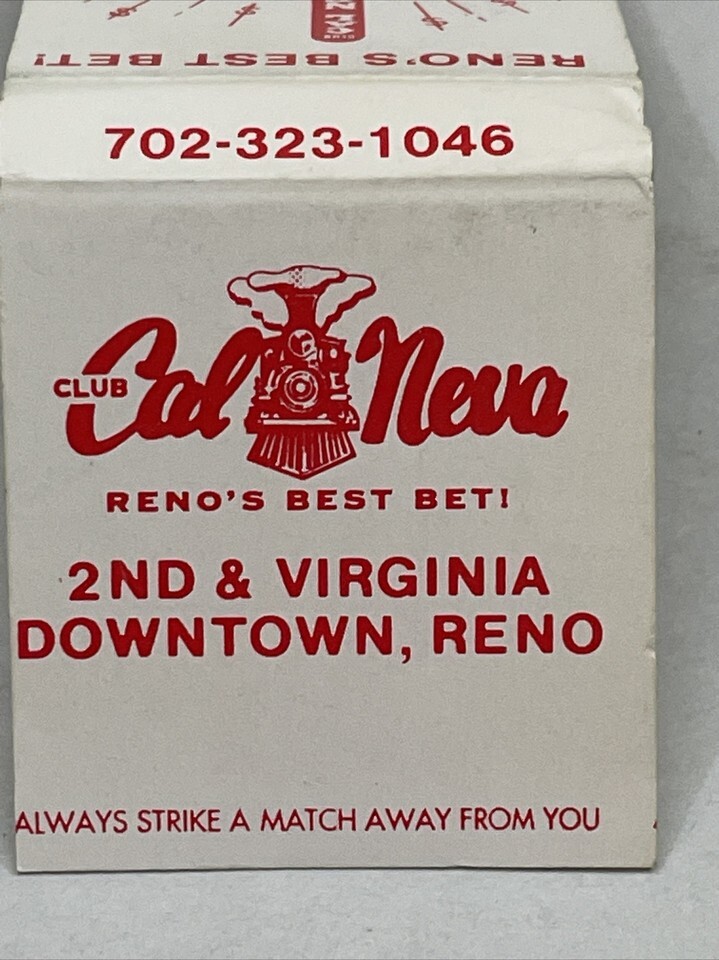 RENO'S BEST BET!
702-323-1046
CLUB Cal Neva
RENO'S BEST BET!
2ND & VIRGINIA
DOWNTOWN, RENO
ALWAYS STRIKE A MATCH AWAY FROM YOU